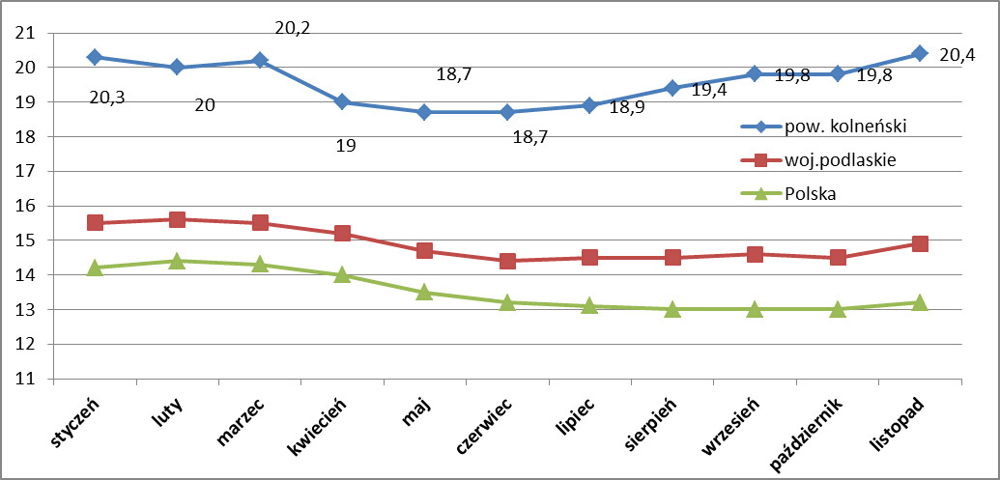 21
20
19
18
17
16
15
14
13
12
11
20,3
20
20,2
19
18,7
18,7
18,9
19,4
19,8
19,8
20,4
pow. kolneński
woj.podlaskie
Polska
styczeń
luty
marzec
kwiecień
maj
czerwiec
lipiec
sierpień
wrzesień
październik
listopad